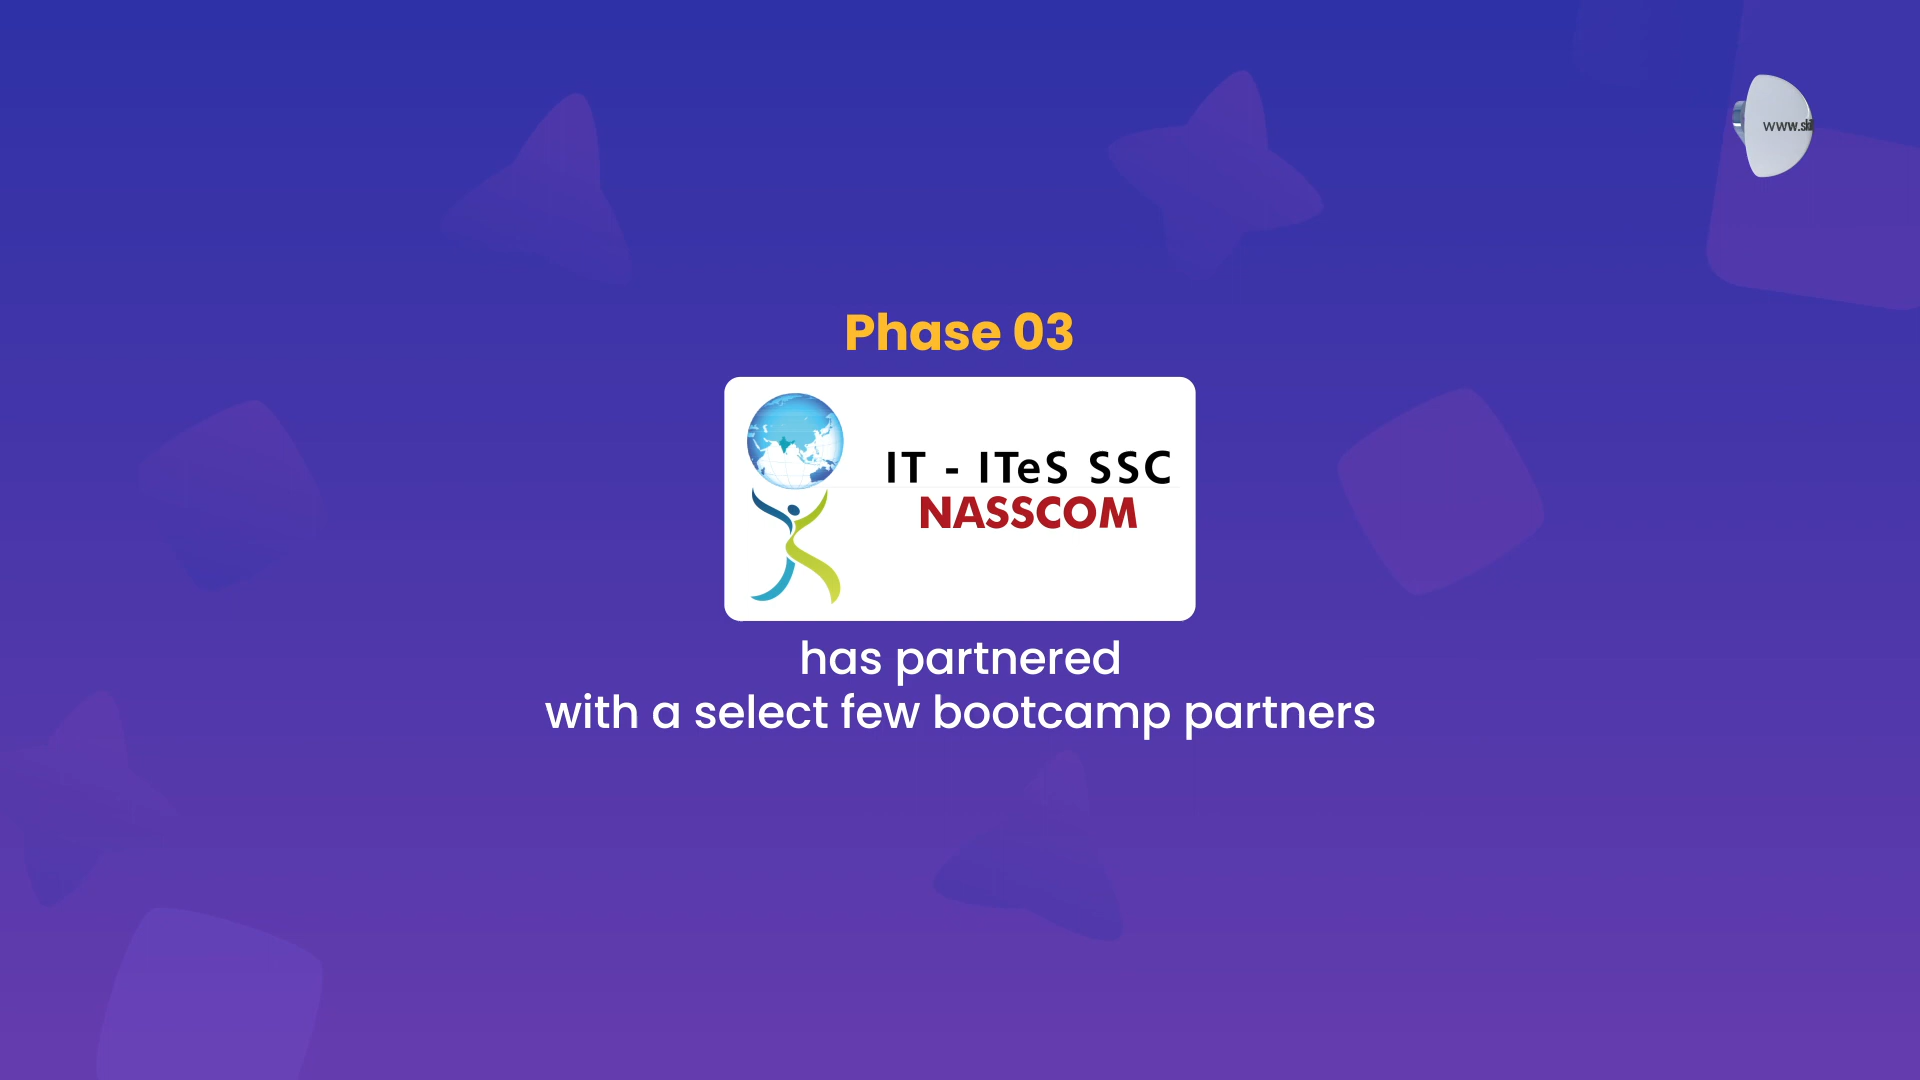 Phase 03
IT - ITeS SSC
NASSCOM
has partnered
with a select few bootcamp partners